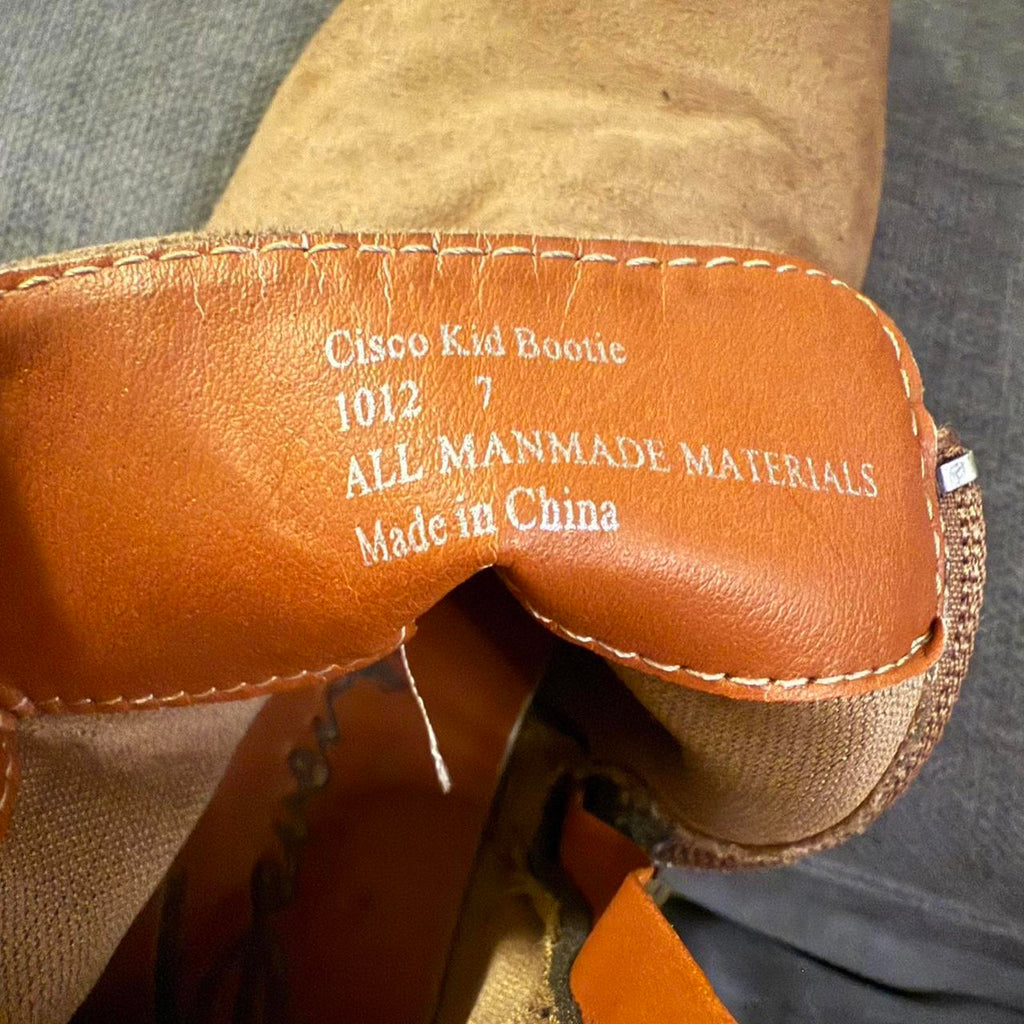 Cisco Kid Bootie
1012 7
ALL MANMADE MATERIALS
Made in China